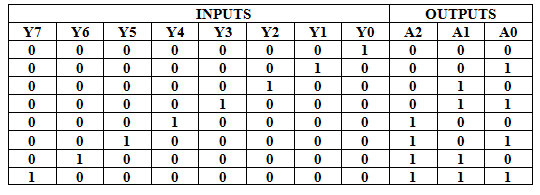 INPUTS OUTPUTS
Y7 Y6 Y5 Y4 Y3 Y2 Y1 Y0 A2 A1 A0
0 0 0 0 0 0 0 1 0 0 0
0 0 0 0 0 0 1 0 0 0 1
0 0 0 0 0 1 0 0 0 1 0
0 0 0 0 1 0 0 0 0 1 1
0 0 0 1 0 0 0 0 1 0 0
0 0 1 0 0 0 0 0 1 0 1
0 1 0 0 0 0 0 0 1 1 0
1 0 0 0 0 0 0 0 1 1 1